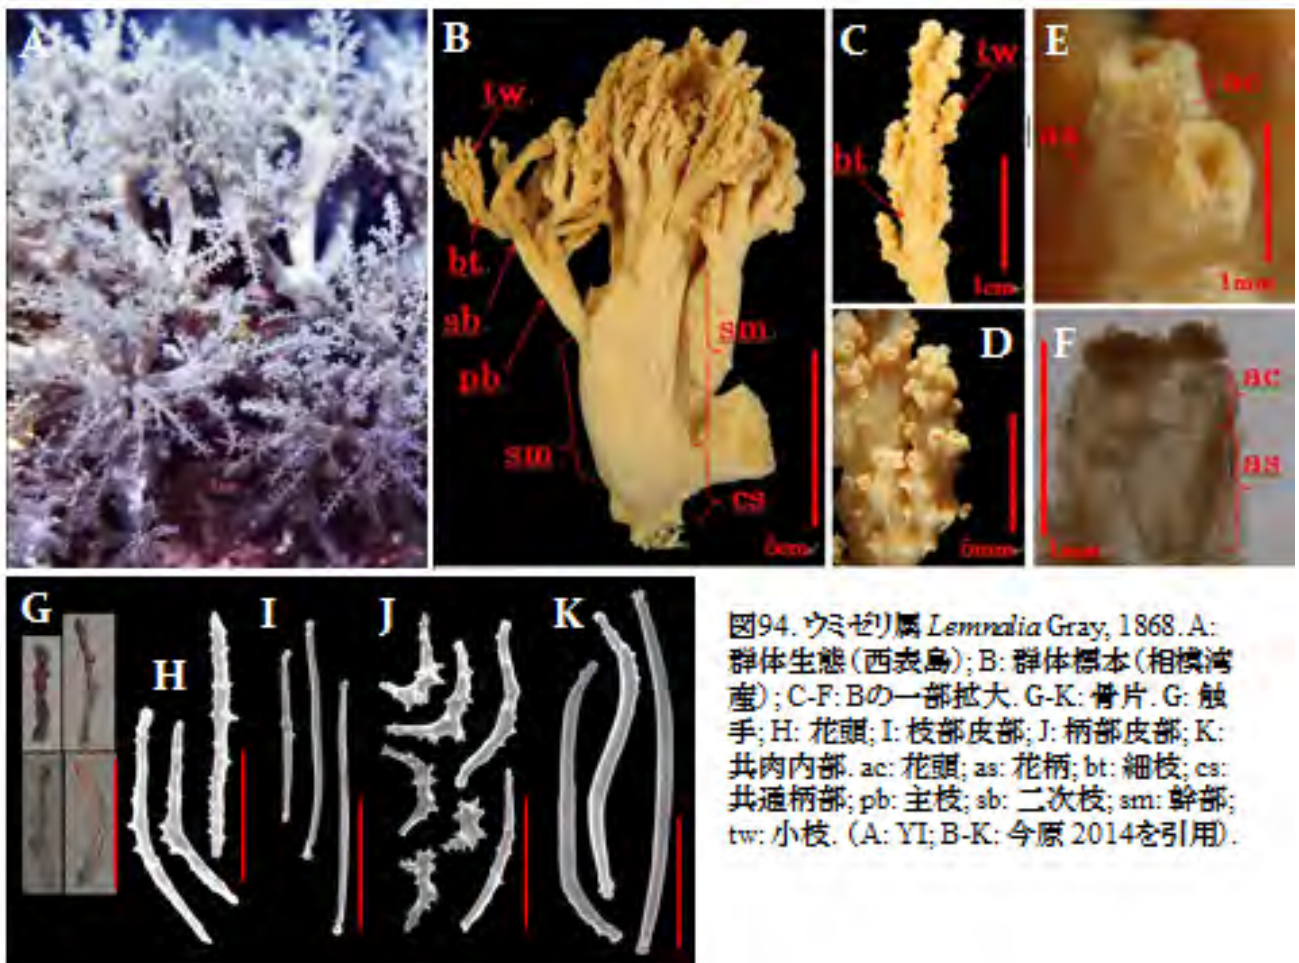 A
B
tw
bt
sb
pb
sm
sm
cs
5cm
C
tw
bt
1cm
D
5mm
E
ac
as
1mm
F
ac
as
1mm
G
H
I
J
K
図94. ウミゼリ属 Lemnalia Gray, 1868. A:
群体生態(西表島); B: 群体標本(相模湾
産); C-F: Bの一部拡大. G-K: 骨片. G: 触
手; H: 花頭; I: 枝部皮部; J: 柄部皮部; K:
共肉内部. ac: 花頭; as: 花柄; bt: 細枝; cs:
共通柄部; pb: 主枝; sb: 二次枝; sm: 幹部;
tw: 小枝. (A: YI; B-K: 今原 2014を引用).